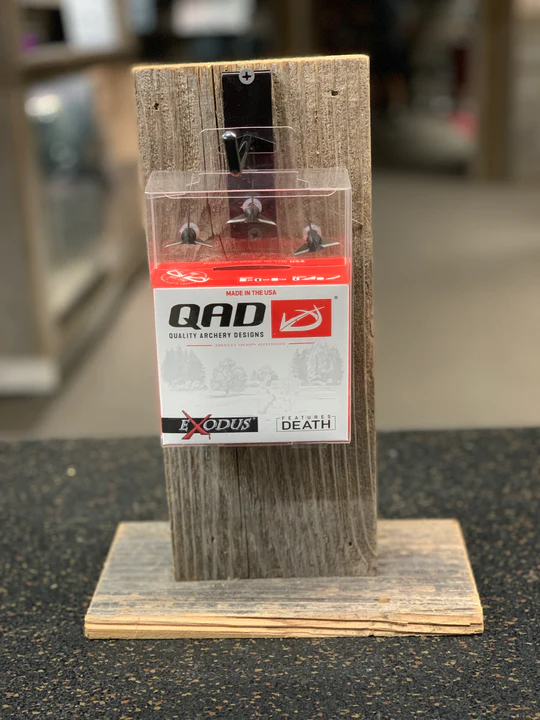 MADE IN THE USA
QAD
®
QUALITY ARCHERY DESIGNS
EXODUS
FEATURES
DEATH